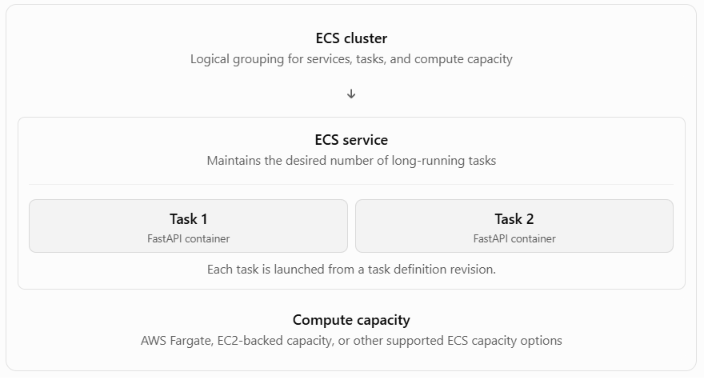 ECS cluster
Logical grouping for services, tasks, and compute capacity
↓
ECS service
Maintains the desired number of long-running tasks
Task 1
FastAPI container
Task 2
FastAPI container
Each task is launched from a task definition revision.
Compute capacity
AWS Fargate, EC2-backed capacity, or other supported ECS capacity options